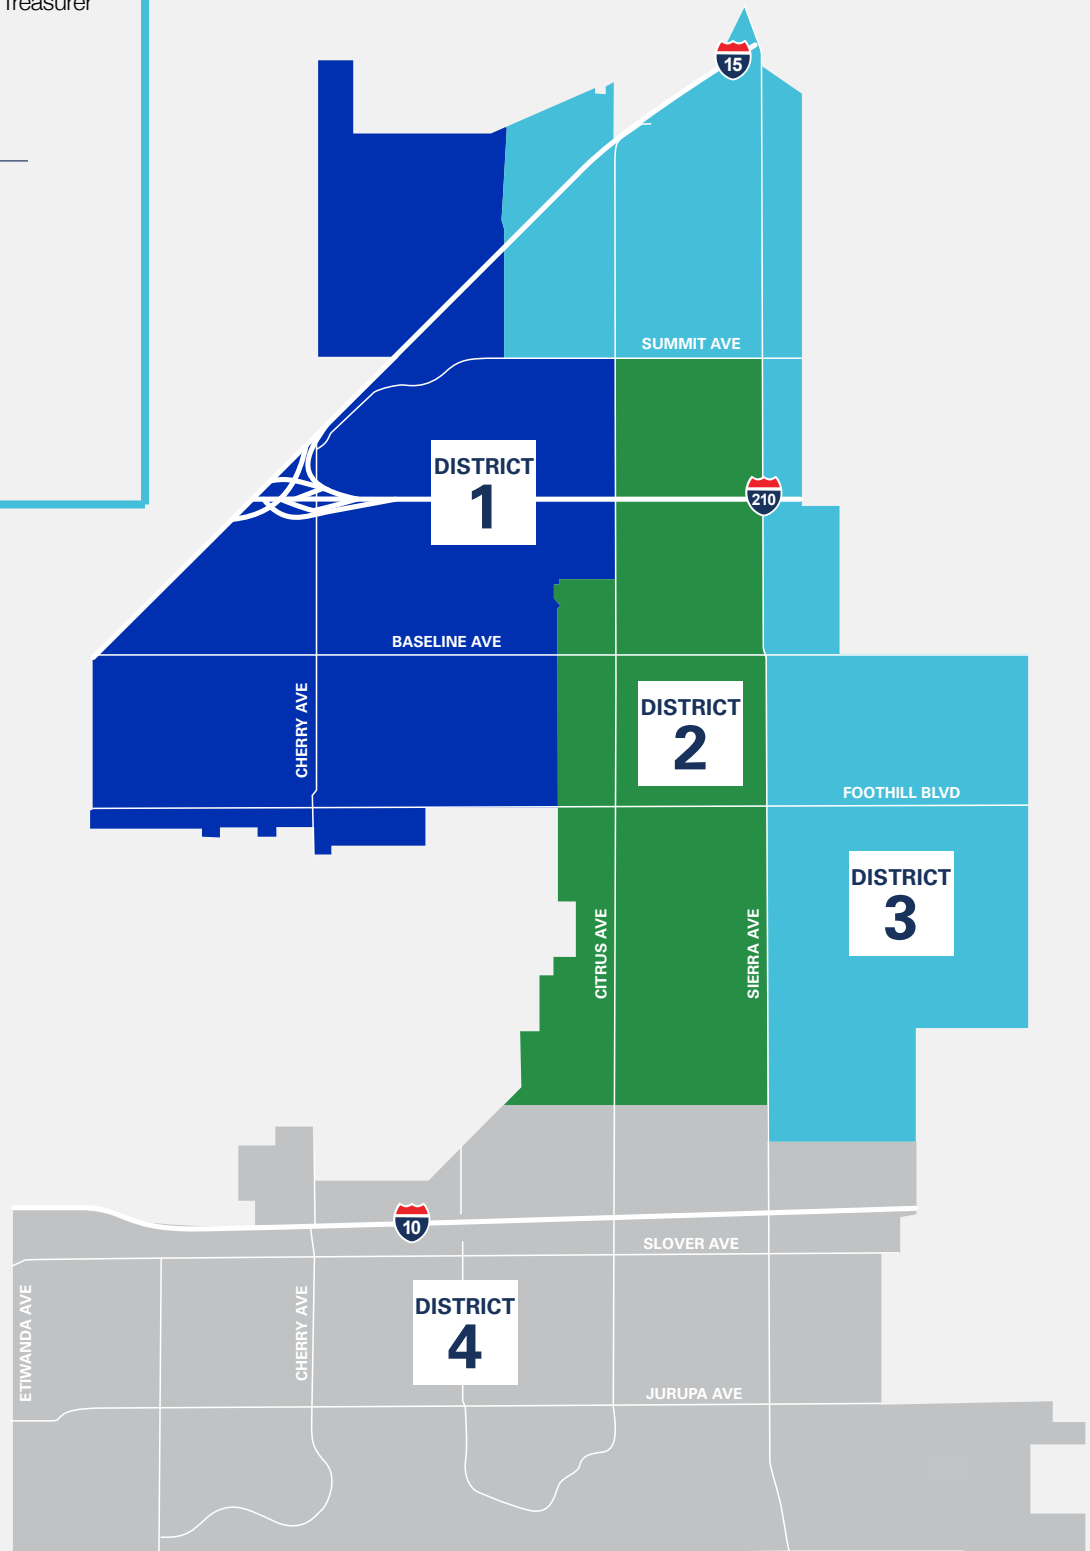 Treasurer
15
SUMMIT AVE
DISTRICT
1
210
BASELINE AVE
CHERRY AVE
DISTRICT
2
FOOTHILL BLVD
DISTRICT
3
CITRUS AVE
SIERRA AVE
10
SLOVER AVE
ETIWANDA AVE
CHERRY AVE
DISTRICT
4
JURUPA AVE